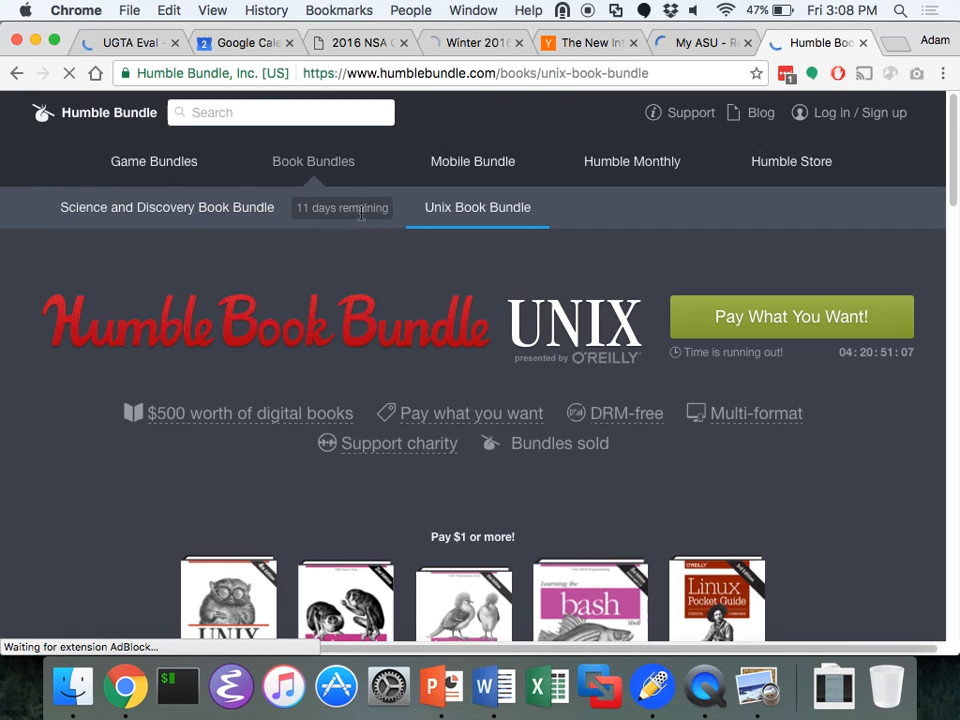 Chrome File Edit View History Bookmarks People Window Help 47% Fri 3:08 PM
UGTA Eval - Google Cale 2016 NSA C Winter 2016 The New Int My ASU - R Humble Boo Adam
Humble Bundle, Inc. [US] https://www.humblebundle.com/books/unix-book-bundle
Humble Bundle Search Support Blog Log in / Sign up
Game Bundles Book Bundles Mobile Bundle Humble Monthly Humble Store
Science and Discovery Book Bundle 11 days remaining Unix Book Bundle
Humble Book Bundle UNIX Pay What You Want!
presented by O'REILLY Time is running out! 04:20:51:07
$500 worth of digital books Pay what you want DRM-free Multi-format
Support charity Bundles sold
Pay $1 or more!
O'REILLY
Learning the
bash
Linux
Pocket Guide
UNIX
Shell
Waiting for extension AdBlock...